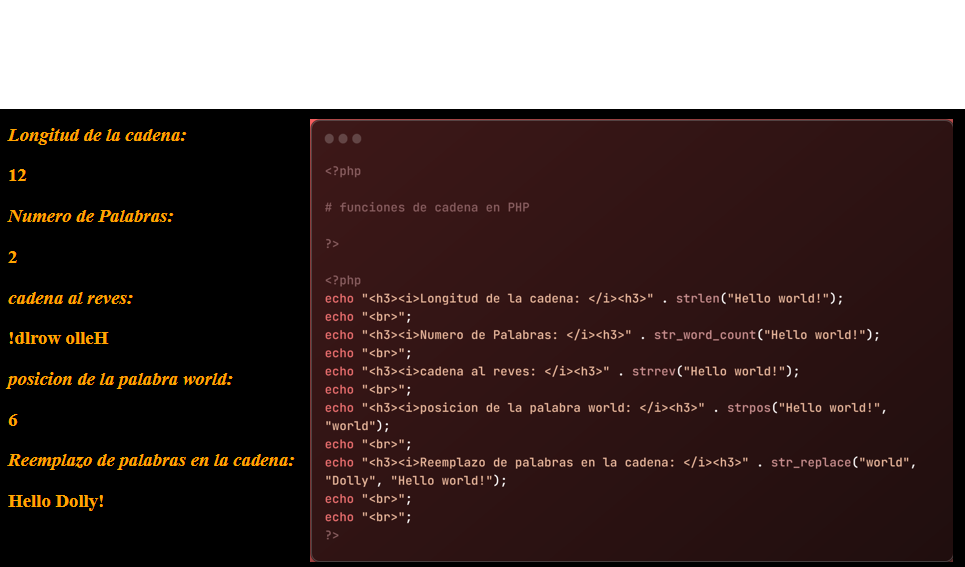 Longitud de la cadena:
12
Numero de Palabras:
2
cadena al reves:
!dlrow olleH
posicion de la palabra world:
6
Reemplazo de palabras en la cadena:
Hello Dolly!
<?php
# funciones de cadena en PHP
?>
<?php
echo "<h3><i>Longitud de la cadena: </i><h3>" . strlen("Hello world!");
echo "<br>";
echo "<h3><i>Numero de Palabras: </i><h3>" . str_word_count("Hello world!");
echo "<br>";
echo "<h3><i>cadena al reves: </i><h3>" . strrev("Hello world!");
echo "<br>";
echo "<h3><i>posicion de la palabra world: </i><h3>" . strpos("Hello world!",
"world");
echo "<br>";
echo "<h3><i>Reemplazo de palabras en la cadena: </i><h3>" . str_replace("world",
"Dolly", "Hello world!");
echo "<br>";
echo "<br>";
?>